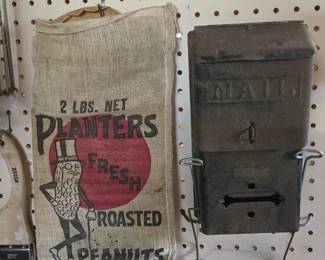 2 LBS. NET
PLANTERS
FRESH
ROASTED
PEANUTS
MAIL